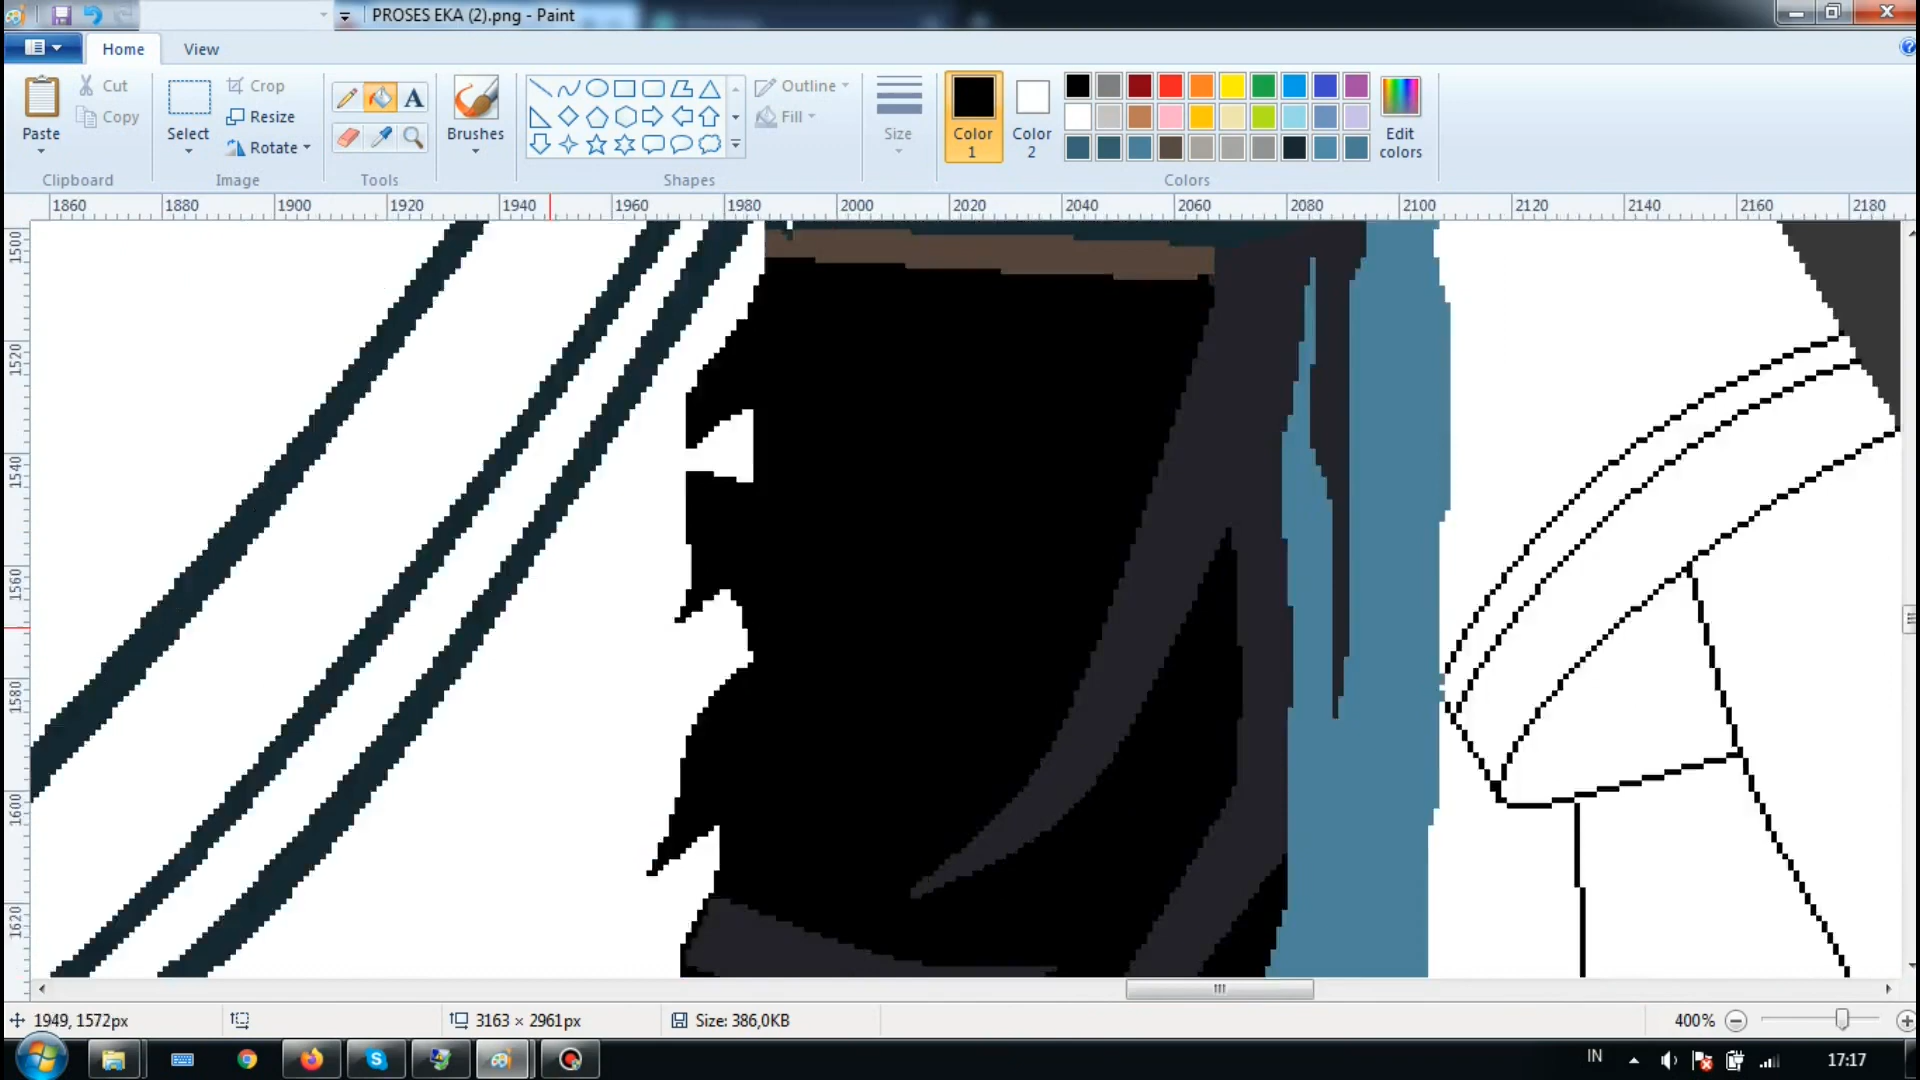 PROSES EKA (2).png - Paint
Home View
Cut
Copy
Paste
Clipboard
Select
Crop
Resize
Rotate
Image
A
Tools
Brushes
Outline
Fill
Shapes
Size
Color 1
Color 2
Edit colors
Colors
1860 1880 1900 1920 1940 1960 1980 2000 2020 2040 2060 2080 2100 2120 2140 2160 2180
1500
1520
1540
1560
1580
1600
1620
1949, 1572px
3163 × 2961px
Size: 386,0KB
400%
IN
17:17